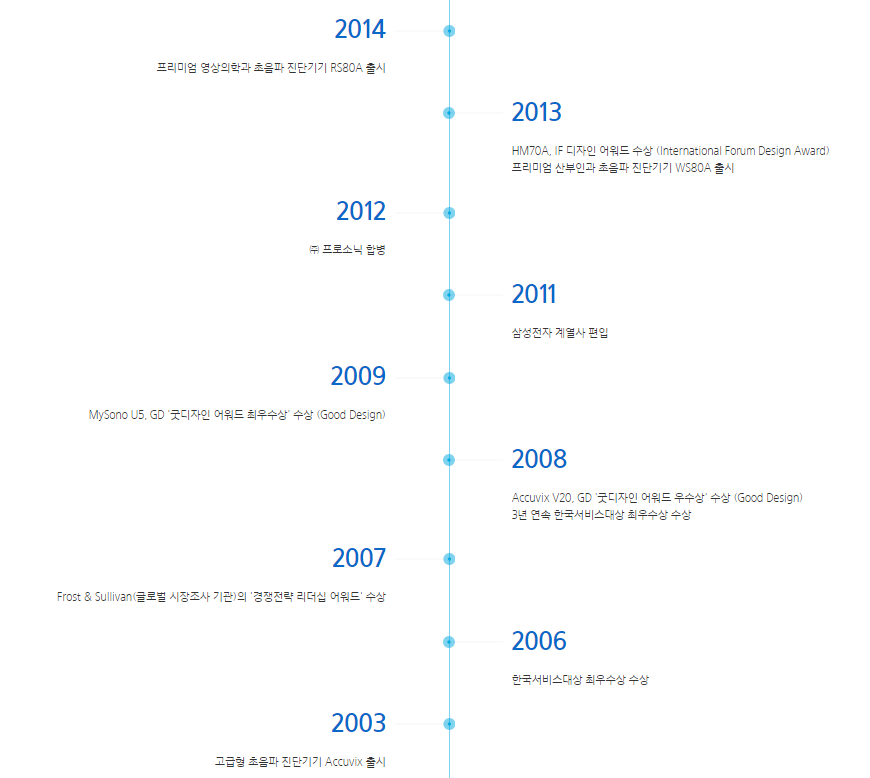 2014
프리미엄 영상의학과 초음파 진단기기 RS80A 출시
2013
HM70A, IF 디자인 어워드 수상 (International Forum Design Award)
프리미엄 산부인과 초음파 진단기기 WS80A 출시
2012
㈜ 프로소닉 합병
2011
삼성전자 계열사 편입
2009
MySono U5, GD '굿디자인 어워드 최우수상' 수상 (Good Design)
2008
Accuvix V20, GD '굿디자인 어워드 우수상' 수상 (Good Design)
3년 연속 한국서비스대상 최우수상 수상
2007
Frost & Sullivan(글로벌 시장조사 기관)의 '경쟁전략 리더십 어워드' 수상
2006
한국서비스대상 최우수상 수상
2003
고급형 초음파 진단기기 Accuvix 출시